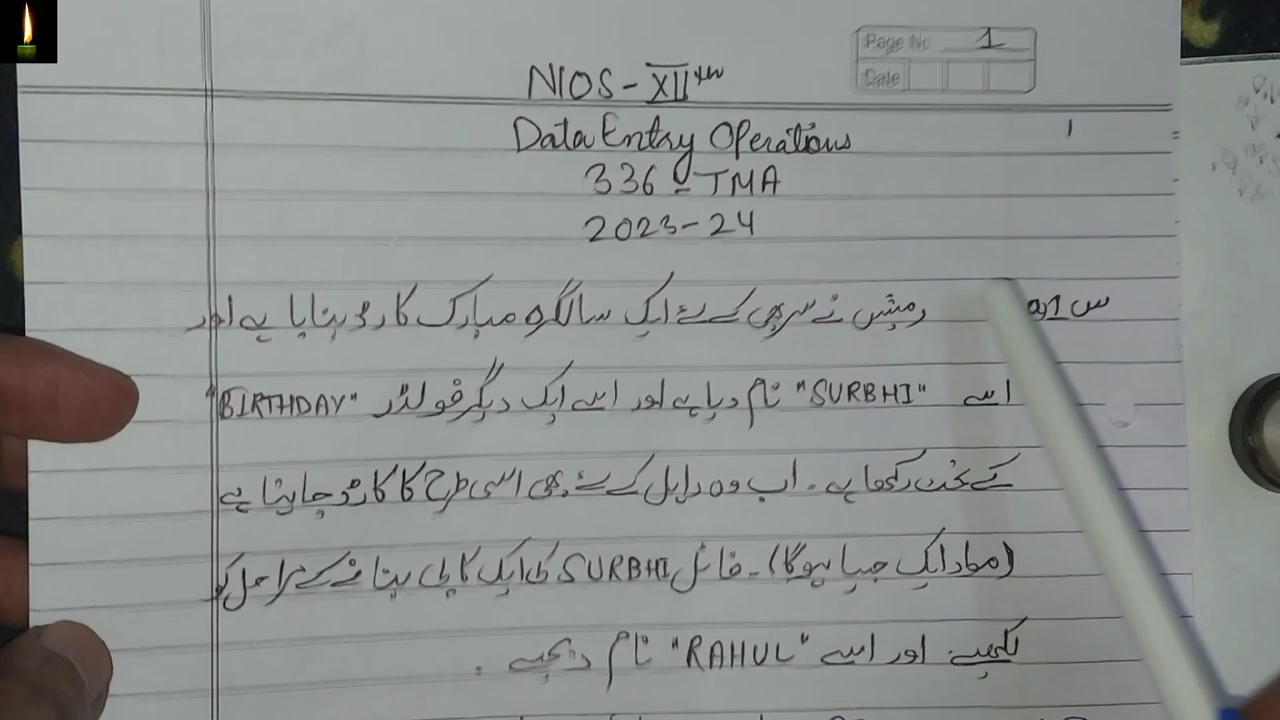 Page No 1
Date
NIOS - XIIth
Data Entry Operations
336 - TMA
2023-24
س 1۔ رمیش نے سربھی کے لئے ایک سالگرہ مبارک کارڈ بنایا ہے اور
اسے "SURBHI" نام دیا ہے اور اسے ایک دیگر فولڈر "BIRTHDAY"
کے تحت رکھا ہے۔ اب وہ راہل کے لئے بھی اسی طرح کا کارڈ چاہتا ہے
(مواد ایک جیسا ہوگا)۔ فائل SURBHI کی ایک کاپی بنانے کے مراحل کو
لکھیے اور اسے "RAHUL" نام دیجیے۔